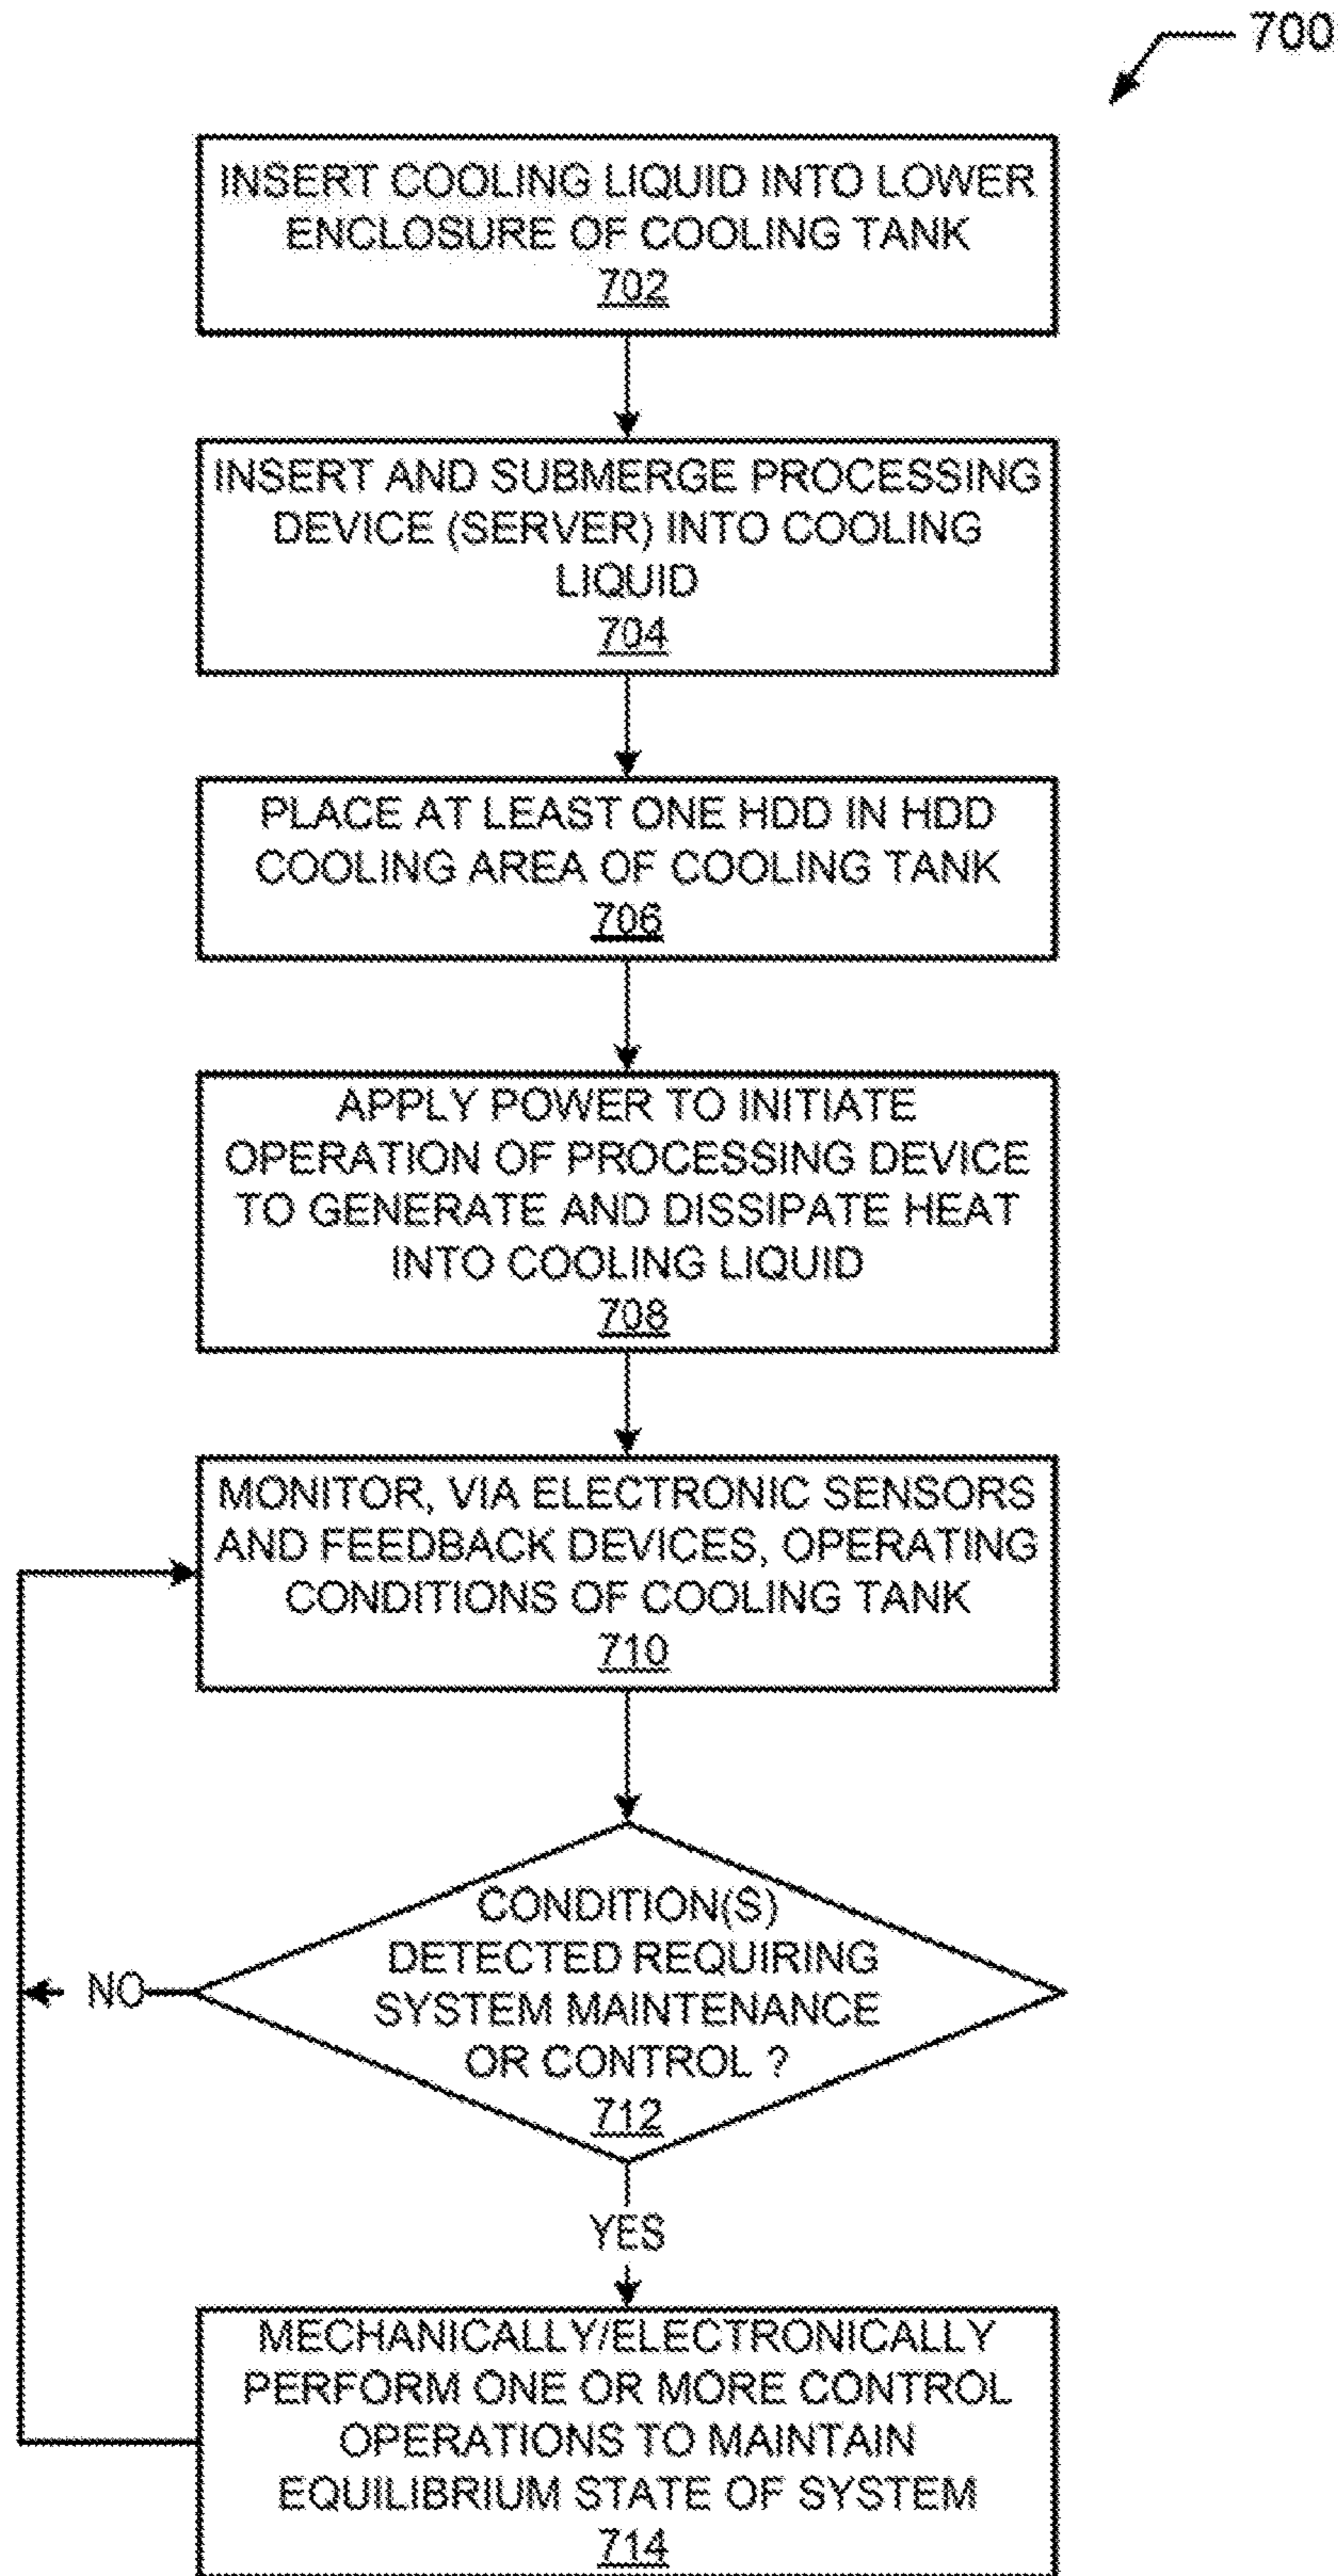 700
INSERT COOLING LIQUID INTO LOWER
ENCLOSURE OF COOLING TANK
702
INSERT AND SUBMERGE PROCESSING
DEVICE (SERVER) INTO COOLING
LIQUID
704
PLACE AT LEAST ONE HDD IN HDD
COOLING AREA OF COOLING TANK
706
APPLY POWER TO INITIATE
OPERATION OF PROCESSING DEVICE
TO GENERATE AND DISSIPATE HEAT
INTO COOLING LIQUID
708
MONITOR, VIA ELECTRONIC SENSORS
AND FEEDBACK DEVICES, OPERATING
CONDITIONS OF COOLING TANK
710
CONDITION(S)
DETECTED REQUIRING
SYSTEM MAINTENANCE
OR CONTROL ?
712
NO
YES
MECHANICALLY/ELECTRONICALLY
PERFORM ONE OR MORE CONTROL
OPERATIONS TO MAINTAIN
EQUILIBRIUM STATE OF SYSTEM
714